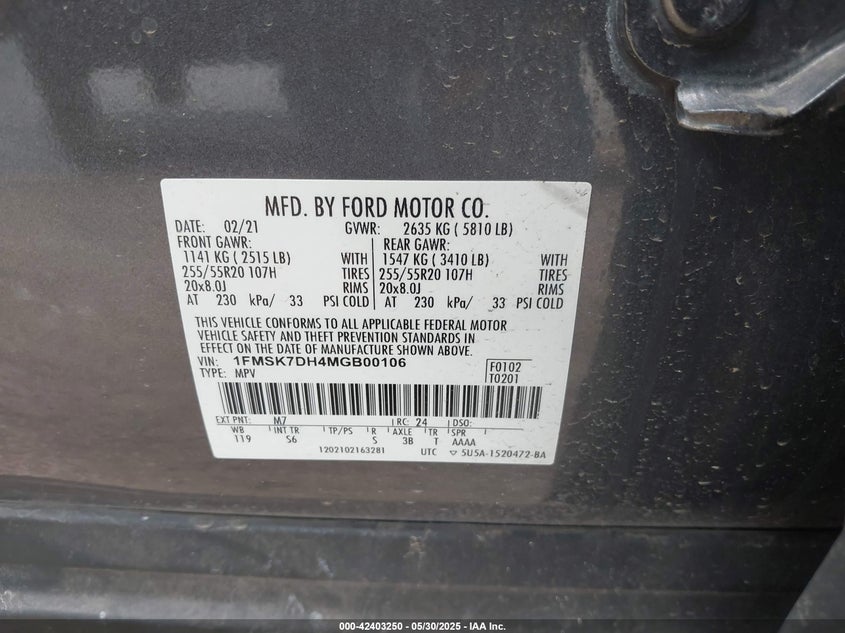 MFD. BY FORD MOTOR CO.
DATE: 02/21 GVWR: 2635 KG ( 5810 LB)
FRONT GAWR: REAR GAWR:
1141 KG ( 2515 LB) WITH 1547 KG ( 3410 LB) WITH
255/55R20 107H TIRES 255/55R20 107H TIRES
20x8.0J RIMS 20x8.0J RIMS
AT 230 kPa/ 33 PSI COLD AT 230 kPa/ 33 PSI COLD
THIS VEHICLE CONFORMS TO ALL APPLICABLE FEDERAL MOTOR
VEHICLE SAFETY AND THEFT PREVENTION STANDARDS IN
EFFECT ON THE DATE OF MANUFACTURE SHOWN ABOVE.
VIN: 1FMSK7DH4MGB00106 F0102
TYPE: MPV T0201
EXT PNT: M7 RC: 24 DSO:
WB INT TR TP/PS R AXLE TR SPR
119 S6 S 3B T AAAA
1202102163281 UTC ▽ 5U5A-1520472-BA
000-42403250 - 05/30/2025 - IAA Inc.